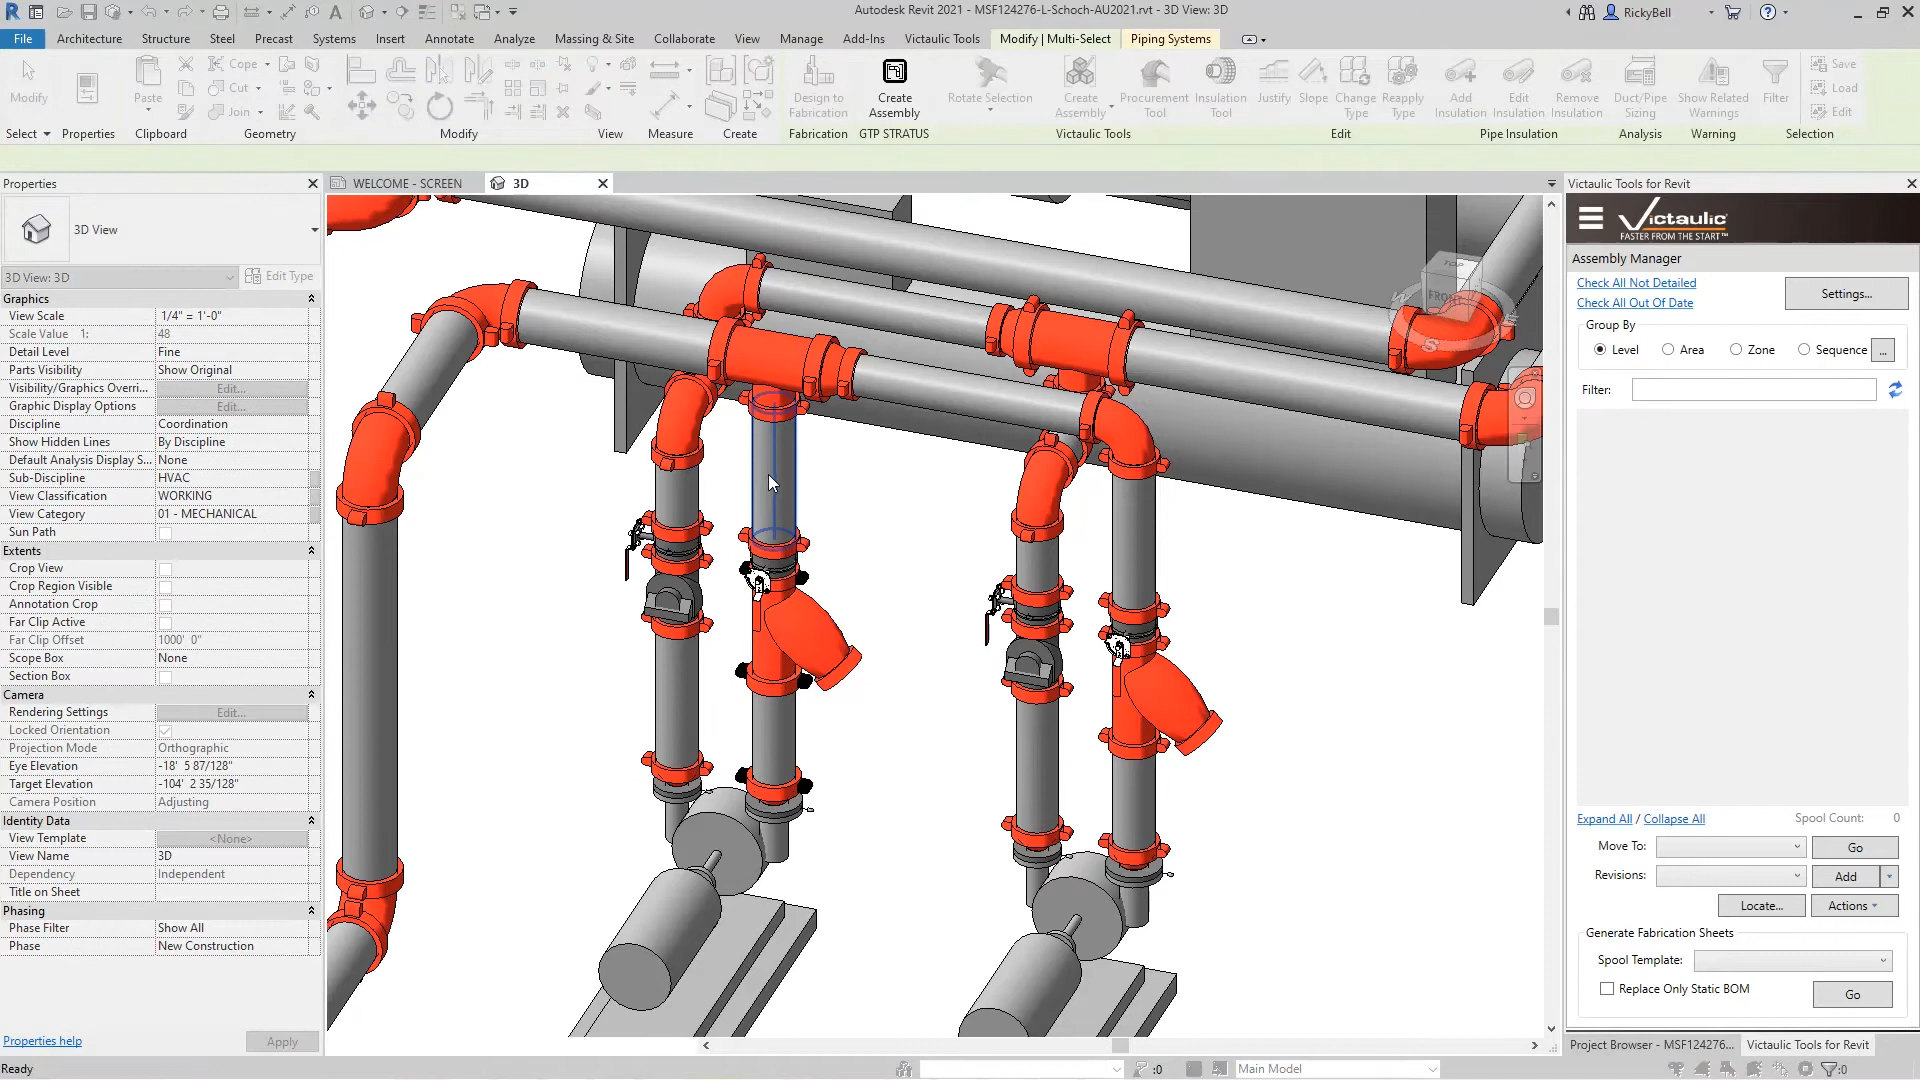 Autodesk Revit 2021 - MSF124276-L-Schoch-AU2021.rvt - 3D View: 3D
RickyBell
File Architecture Structure Steel Precast Systems Insert Annotate Analyze Massing & Site Collaborate View Manage Add-Ins Victaulic Tools Modify | Multi-Select Piping Systems
Modify
Paste
Cope
Cut
Join
Design to Fabrication
Create Assembly
Rotate Selection
Create Assembly
Procurement Tool
Insulation Tool
Justify
Slope
Change Type
Reapply Type
Add Insulation
Edit Insulation
Remove Insulation
Duct/Pipe Sizing
Show Related Warnings
Filter
Save
Load
Edit
Select Properties Clipboard Geometry Modify View Measure Create Fabrication GTP STRATUS Victaulic Tools Edit Pipe Insulation Analysis Warning Selection
Properties
WELCOME - SCREEN
3D
3D View
3D View: 3D
Edit Type
Graphics
View Scale 1/4" = 1'-0"
Scale Value 1: 48
Detail Level Fine
Parts Visibility Show Original
Visibility/Graphics Overri... Edit...
Graphic Display Options Edit...
Discipline Coordination
Show Hidden Lines By Discipline
Default Analysis Display S... None
Sub-Discipline HVAC
View Classification WORKING
View Category 01 - MECHANICAL
Sun Path
Extents
Crop View
Crop Region Visible
Annotation Crop
Far Clip Active
Far Clip Offset 1000' 0"
Scope Box None
Section Box
Camera
Rendering Settings Edit...
Locked Orientation
Projection Mode Orthographic
Eye Elevation -18' 5 87/128"
Target Elevation -104' 2 35/128"
Camera Position Adjusting
Identity Data
View Template <None>
View Name 3D
Dependency Independent
Title on Sheet
Phasing
Phase Filter Show All
Phase New Construction
Properties help
Apply
TOP
FRONT
W
S
E
Victaulic Tools for Revit
Victaulic
FASTER FROM THE START™
Assembly Manager
Check All Not Detailed
Check All Out Of Date
Settings...
Group By
Level Area Zone Sequence ...
Filter:
Expand All / Collapse All
Spool Count: 0
Move To: Go
Revisions: Add
Locate... Actions
Generate Fabrication Sheets
Spool Template:
Replace Only Static BOM
Go
Project Browser - MSF124276... Victaulic Tools for Revit
Ready
:0
Main Model
:0